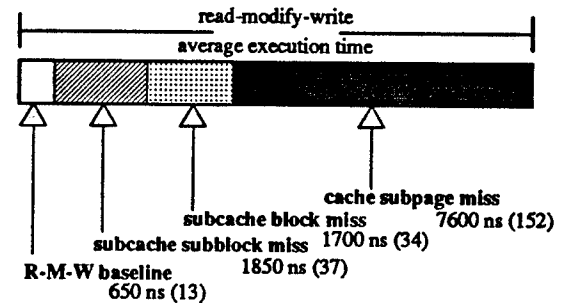 read-modify-write
average execution time
cache subpage miss
7600 ns (152)
subcache block miss
1700 ns (34)
subcache subblock miss
1850 ns (37)
R-M-W baseline
650 ns (13)